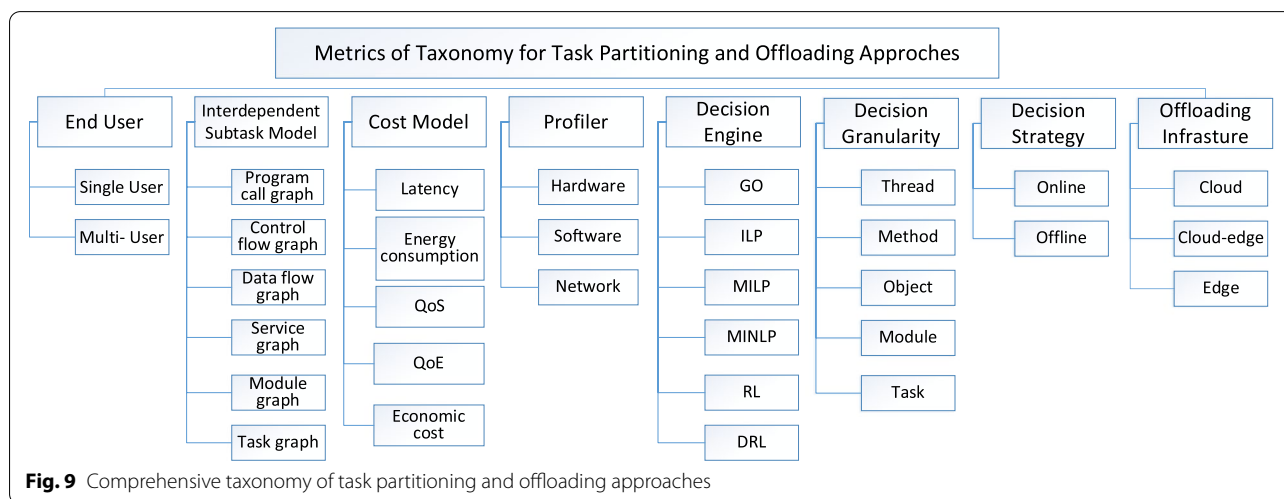 Metrics of Taxonomy for Task Partitioning and Offloading Approches
End User
Single User
Multi- User
Interdependent
Subtask Model
Program
call graph
Control
flow graph
Data flow
graph
Service
graph
Module
graph
Task graph
Cost Model
Latency
Energy
consumption
QoS
QoE
Economic
cost
Profiler
Hardware
Software
Network
Decision
Engine
GO
ILP
MILP
MINLP
RL
DRL
Decision
Granularity
Thread
Method
Object
Module
Task
Decision
Strategy
Online
Offline
Offloading
Infrasture
Cloud
Cloud-edge
Edge
Fig. 9 Comprehensive taxonomy of task partitioning and offloading approaches